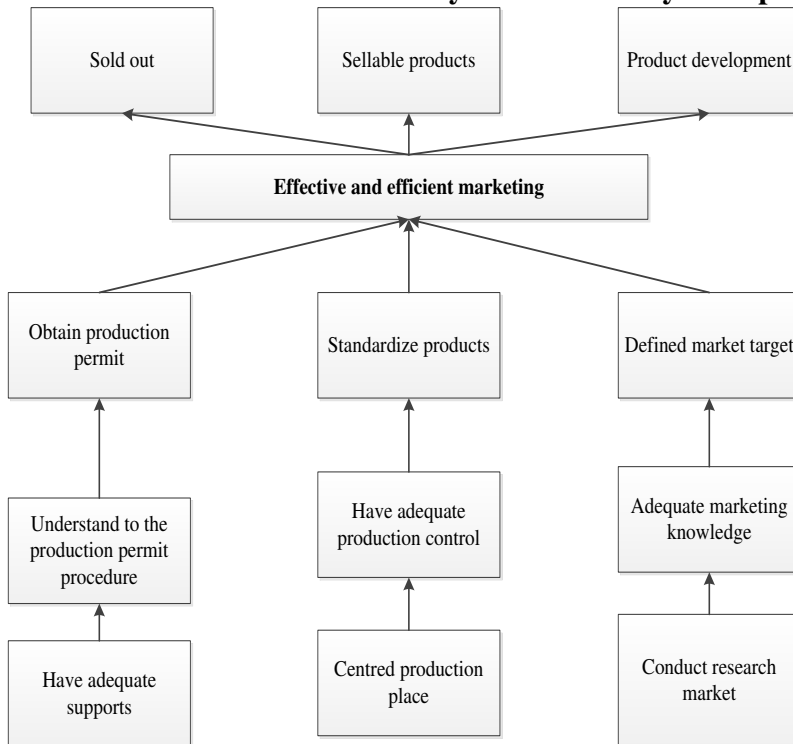 Sold out
Sellable products
Product development
Effective and efficient marketing
Obtain production
permit
Standardize products
Defined market target
Understand to the
production permit
procedure
Have adequate
production control
Adequate marketing
knowledge
Have adequate
supports
Centred production
place
Conduct research
market